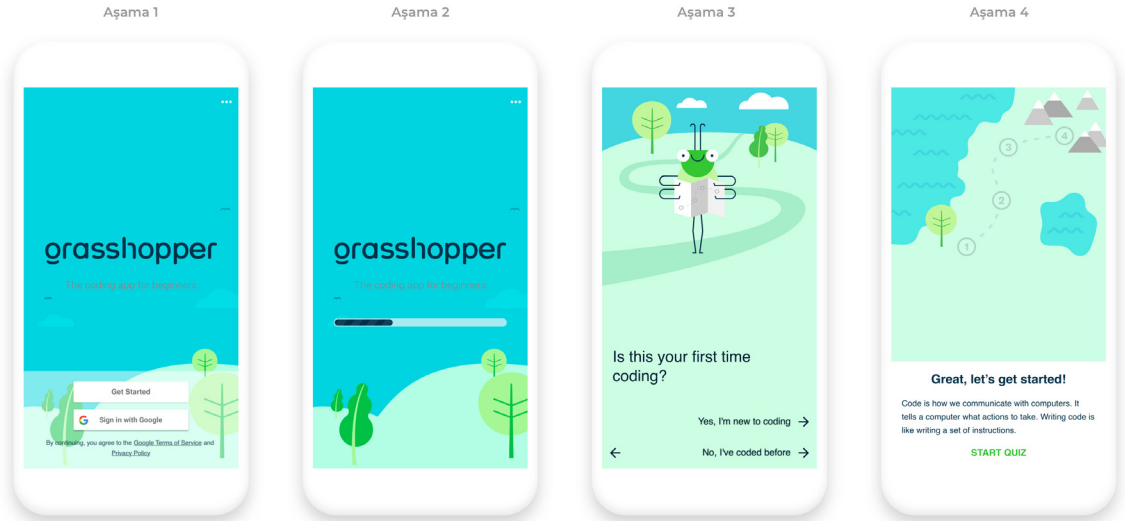 Aşama 1
grasshopper
The coding app for beginners
Get Started
G Sign in with Google
By continuing, you agree to the Google Terms of Service and
Privacy Policy
Aşama 2
grasshopper
The coding app for beginners
Aşama 3
Is this your first time
coding?
Yes, I'm new to coding →
← No, I've coded before →
Aşama 4
1
2
3
4
Great, let's get started!
Code is how we communicate with computers. It
tells a computer what actions to take. Writing code is
like writing a set of instructions.
START QUIZ